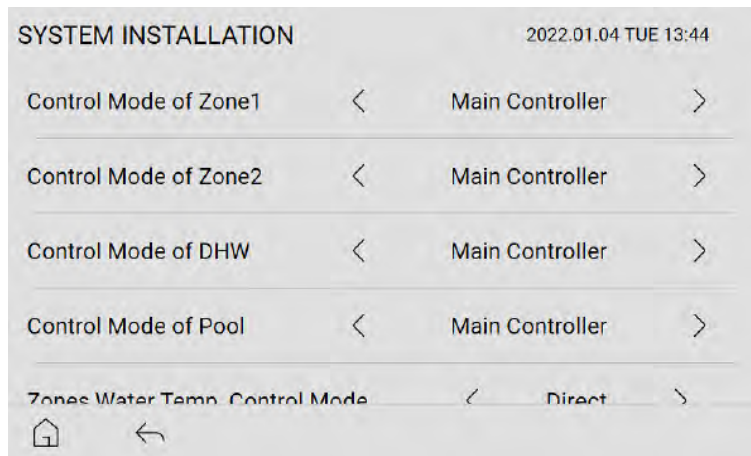 SYSTEM INSTALLATION 2022.01.04 TUE 13:44
Control Mode of Zone1 < Main Controller >
Control Mode of Zone2 < Main Controller >
Control Mode of DHW < Main Controller >
Control Mode of Pool < Main Controller >
Zones Water Temp. Control Mode < Direct >